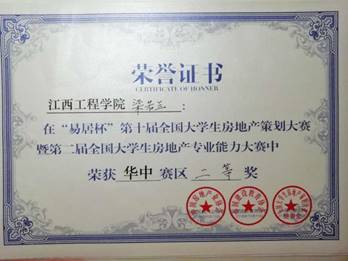 荣誉证书
CERTIFICATE OF HONNER
江西工程学院 梁若玉：
在“易居杯”第十届全国大学生房地产策划大赛
暨第二届全国大学生房地产专业能力大赛中
荣获 华中 赛区 二等 奖